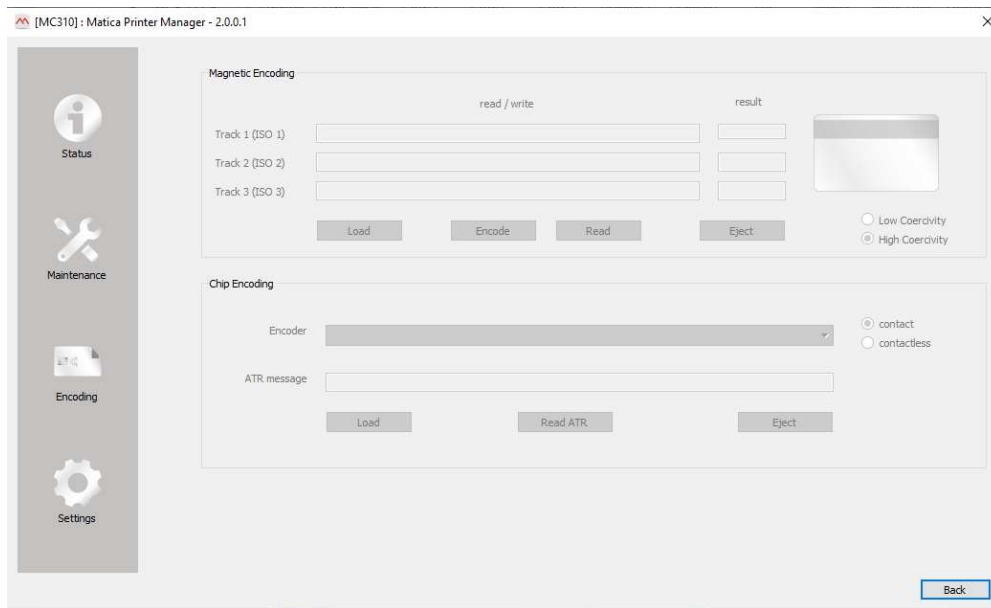 [MC310] : Matica Printer Manager - 2.0.0.1
Status
Maintenance
Encoding
Settings
Magnetic Encoding
read / write result
Track 1 (ISO 1)
Track 2 (ISO 2)
Track 3 (ISO 3)
Load Encode Read Eject
Low Coercivity
High Coercivity
Chip Encoding
Encoder
contact
contactless
ATR message
Load Read ATR Eject
Back